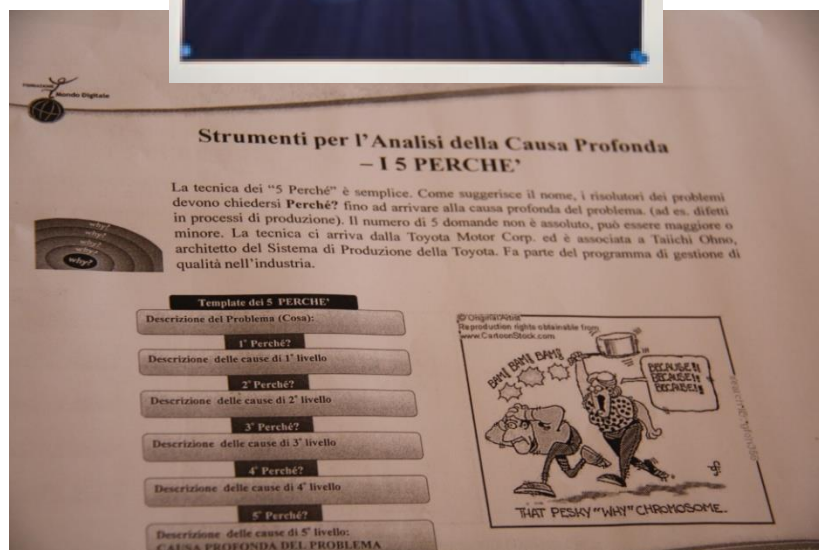 FONDAZIONE
Mondo Digitale
Strumenti per l'Analisi della Causa Profonda
– I 5 PERCHE'
La tecnica dei "5 Perché" è semplice. Come suggerisce il nome, i risolutori dei problemi
devono chiedersi Perché? fino ad arrivare alla causa profonda del problema. (ad es. difetti
in processi di produzione). Il numero di 5 domande non è assoluto, può essere maggiore o
minore. La tecnica ci arriva dalla Toyota Motor Corp. ed è associata a Taiichi Ohno,
architetto del Sistema di Produzione della Toyota. Fa parte del programma di gestione di
qualità nell'industria.
why?
why?
why?
why?
why?
Template dei 5 PERCHE'
Descrizione del Problema (Cosa):
1° Perché?
Descrizione delle cause di 1° livello
2° Perché?
Descrizione delle cause di 2° livello
3° Perché?
Descrizione delle cause di 3° livello
4° Perché?
Descrizione delle cause di 4° livello
5° Perché?
Descrizione delle cause di 5° livello:
CAUSA PROFONDA DEL PROBLEMA
© Original Artist
Reproduction rights obtainable from
www.CartoonStock.com
BAM! BAM! BAM!
BECAUSE!!
BECAUSE!!
BECAUSE!!
THAT PESKY "WHY" CHROMOSOME.